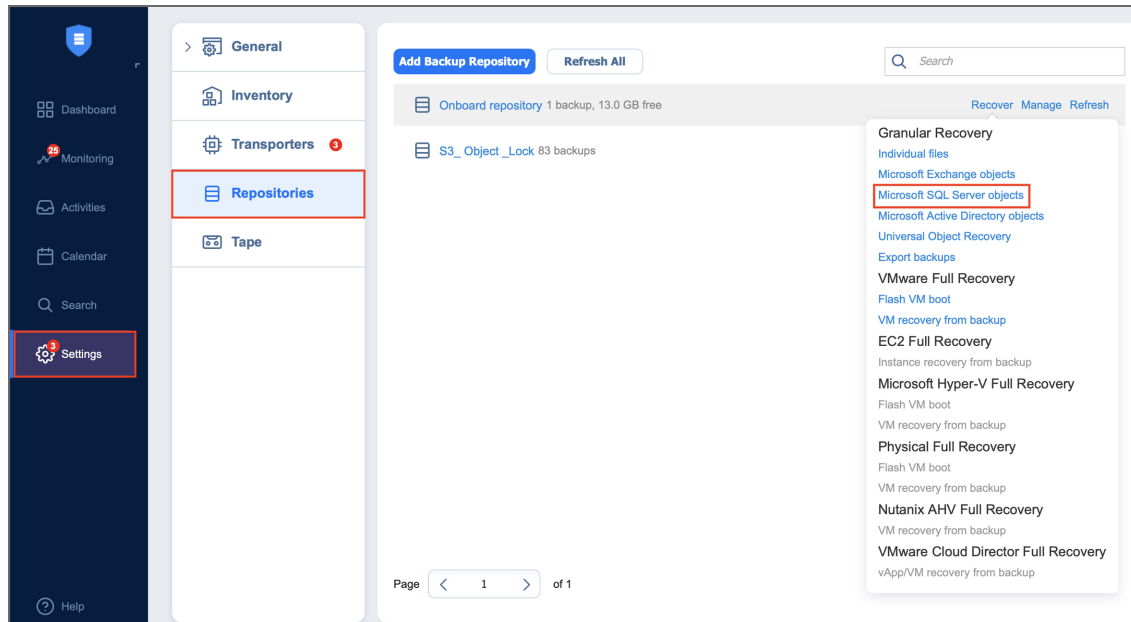 Dashboard
25
Monitoring
Activities
Calendar
Search
3
Settings
Help
General
Inventory
Transporters 3
Repositories
Tape
Add Backup Repository Refresh All Search
Onboard repository 1 backup, 13.0 GB free Recover Manage Refresh
S3_ Object _Lock 83 backups
Granular Recovery
Individual files
Microsoft Exchange objects
Microsoft SQL Server objects
Microsoft Active Directory objects
Universal Object Recovery
Export backups
VMware Full Recovery
Flash VM boot
VM recovery from backup
EC2 Full Recovery
Instance recovery from backup
Microsoft Hyper-V Full Recovery
Flash VM boot
VM recovery from backup
Physical Full Recovery
Flash VM boot
VM recovery from backup
Nutanix AHV Full Recovery
VM recovery from backup
VMware Cloud Director Full Recovery
vApp/VM recovery from backup
Page 1 of 1